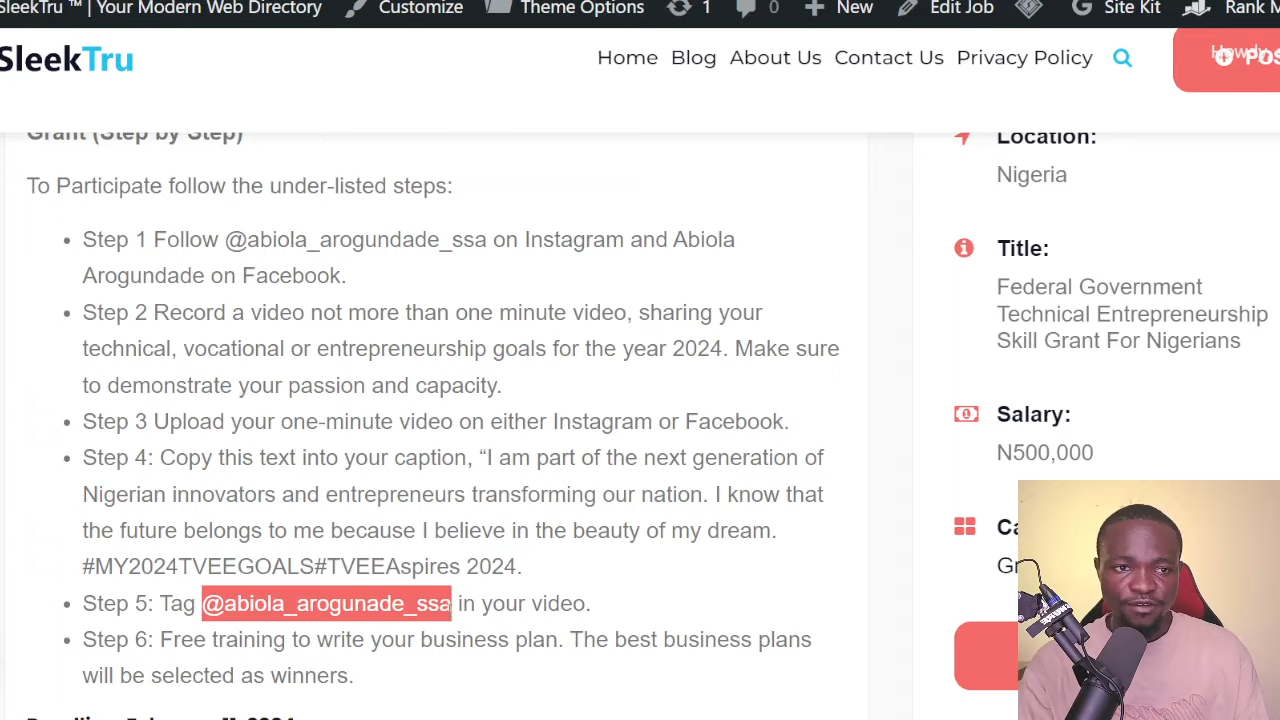 SleekTru ™ | Your Modern Web Directory Customize Theme Options 1 0 New Edit Job Site Kit Rank M
SleekTru Home Blog About Us Contact Us Privacy Policy Howdy,
Grant (Step by Step)
To Participate follow the under-listed steps:
• Step 1 Follow @abiola_arogundade_ssa on Instagram and Abiola
Arogundade on Facebook.
• Step 2 Record a video not more than one minute video, sharing your
technical, vocational or entrepreneurship goals for the year 2024. Make sure
to demonstrate your passion and capacity.
• Step 3 Upload your one-minute video on either Instagram or Facebook.
• Step 4: Copy this text into your caption, “I am part of the next generation of
Nigerian innovators and entrepreneurs transforming our nation. I know that
the future belongs to me because I believe in the beauty of my dream.
#MY2024TVEEGOALS#TVEEAspires 2024.
• Step 5: Tag @abiola_arogunade_ssa in your video.
• Step 6: Free training to write your business plan. The best business plans
will be selected as winners.
Location:
Nigeria
Title:
Federal Government
Technical Entrepreneurship
Skill Grant For Nigerians
Salary:
N500,000